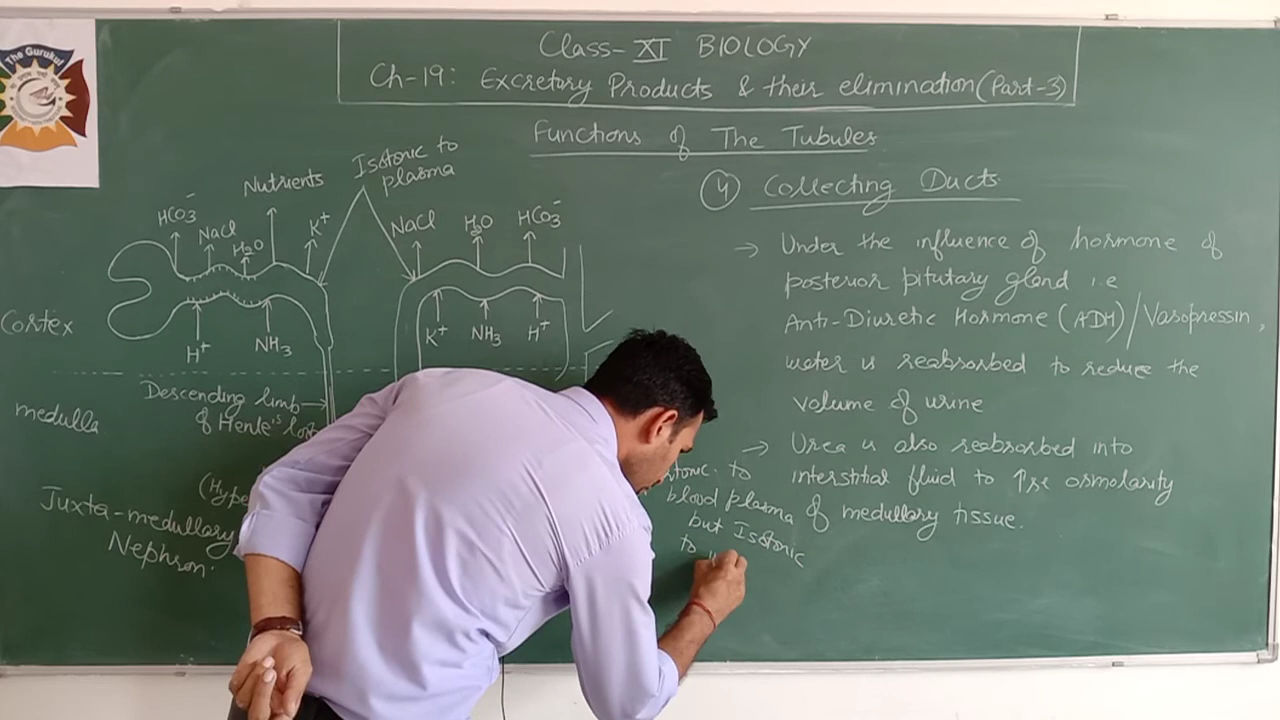 The Gurukul
Class-XI BIOLOGY
Ch-19: Excretory Products & their elimination (Part-3)
Functions of The Tubules
Isotonic to
plasma
Nutrients
HCO3⁻
NaCl
H2O
K⁺
NaCl
H2O
HCO3⁻
H⁺
NH3
K⁺
NH3
H⁺
Cortex
medulla
Descending limb
of Henle's
(Hype
Juxta-medullary
Nephron.
④ Collecting Ducts
→ Under the influence of hormone of
posterior pitutary gland i.e
Anti-Diuretic Hormone (ADH)/Vasopressin,
water is reabsorbed to reduce the
volume of urine
→ Urea is also reabsorbed into
interstitial fluid to ↑se osmolarity
of medullary tissue.
tonic to
blood plasma
but Isotonic
to